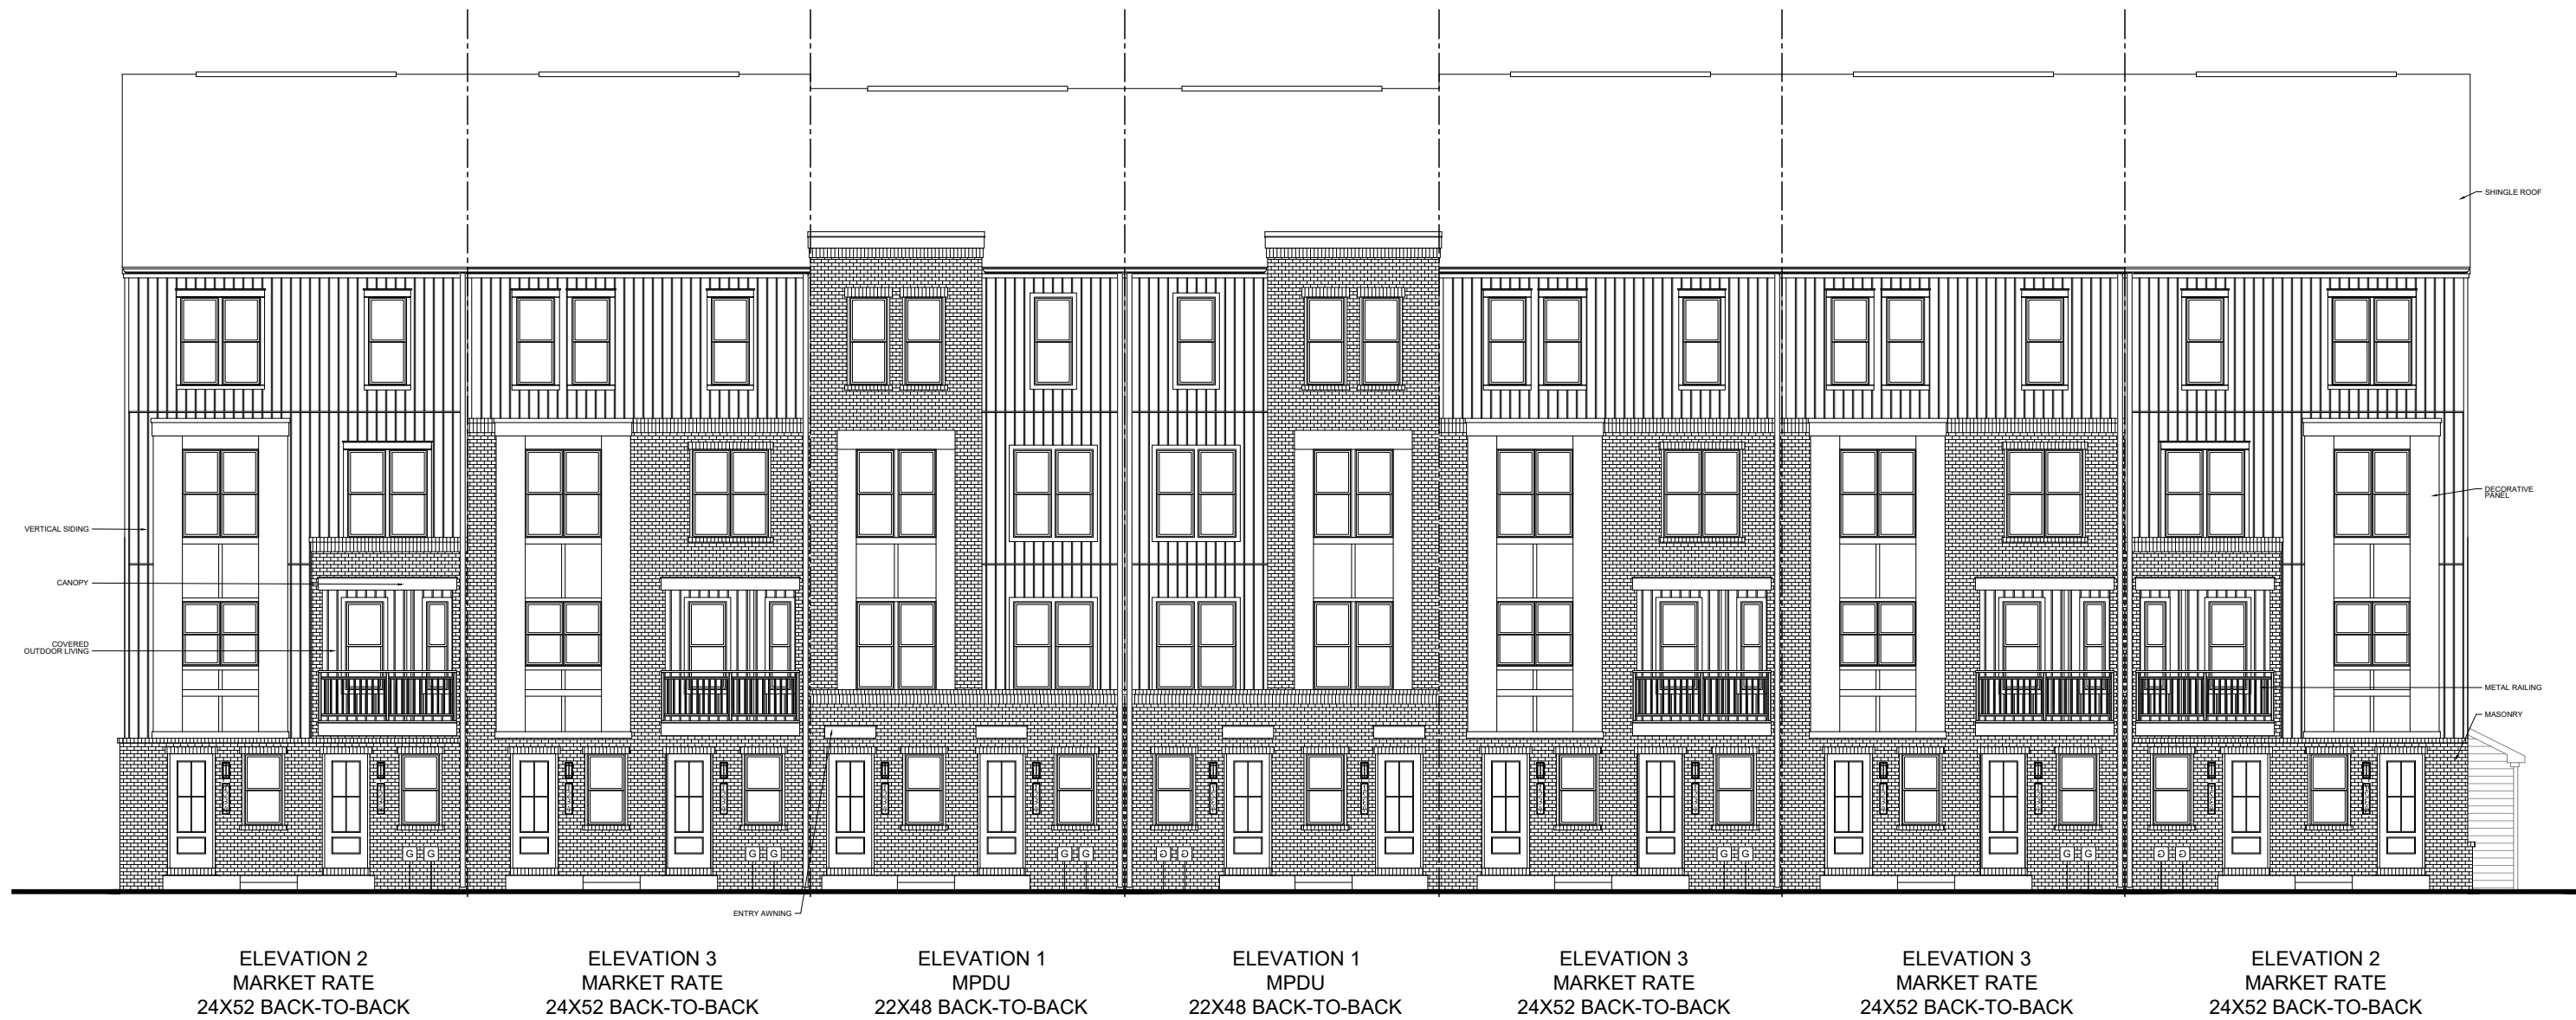 SHINGLE ROOF
VERTICAL SIDING
DECORATIVE
PANEL
CANOPY
COVERED
OUTDOOR LIVING
METAL RAILING
MASONRY
G G
G G
G G
G G
G G
G G
G G
ENTRY AWNING
ELEVATION 2
MARKET RATE
24X52 BACK-TO-BACK
ELEVATION 3
MARKET RATE
24X52 BACK-TO-BACK
ELEVATION 1
MPDU
22X48 BACK-TO-BACK
ELEVATION 1
MPDU
22X48 BACK-TO-BACK
ELEVATION 3
MARKET RATE
24X52 BACK-TO-BACK
ELEVATION 3
MARKET RATE
24X52 BACK-TO-BACK
ELEVATION 2
MARKET RATE
24X52 BACK-TO-BACK